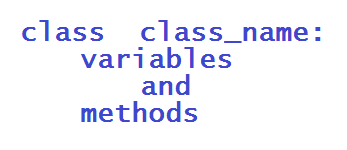 class class_name:
variables
and
methods